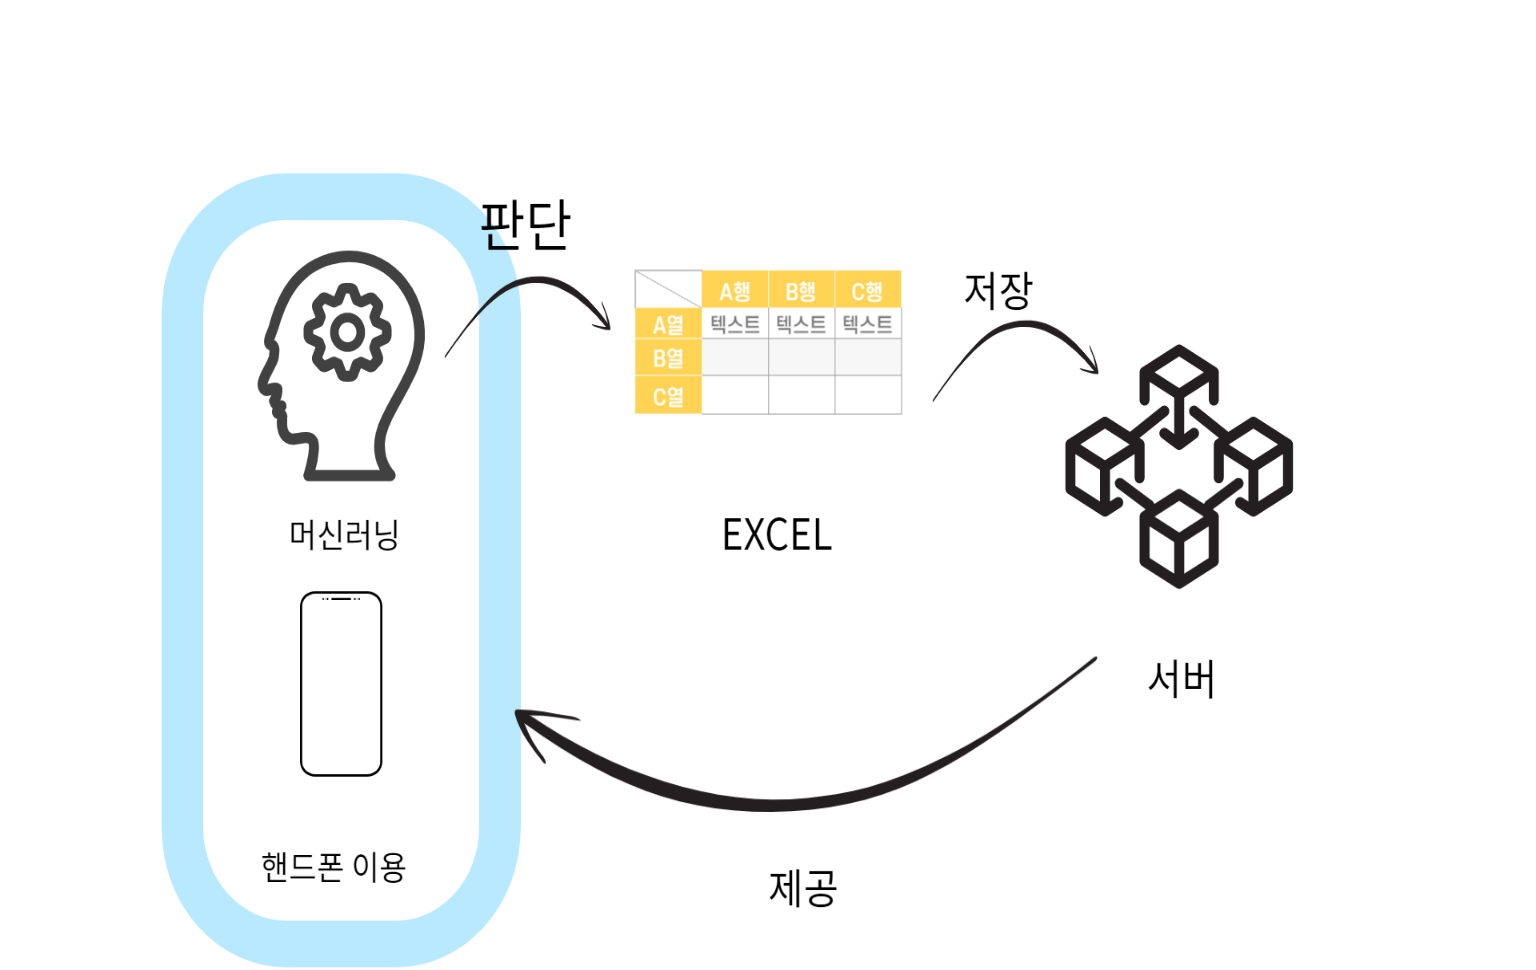 판단
저장
A행 B행 C행
A열 텍스트 텍스트 텍스트
B열
C열
머신러닝
EXCEL
서버
핸드폰 이용
제공